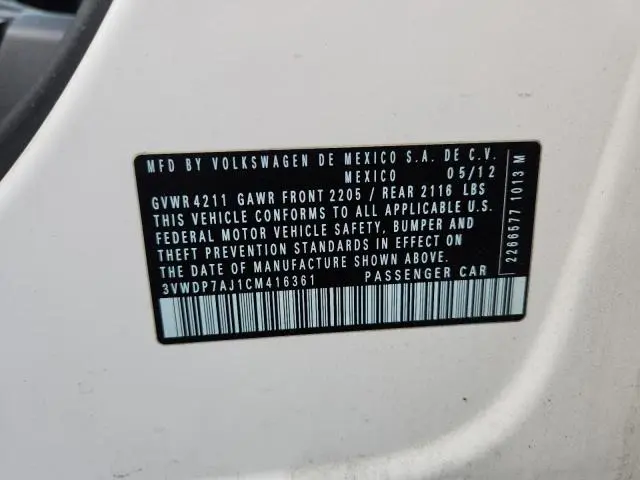 MFD BY VOLKSWAGEN DE MEXICO S.A. DE C.V.
MEXICO 05/12
GVWR 4211 GAWR FRONT 2205 / REAR 2116 LBS
THIS VEHICLE CONFORMS TO ALL APPLICABLE U.S.
FEDERAL MOTOR VEHICLE SAFETY, BUMPER AND
THEFT PREVENTION STANDARDS IN EFFECT ON
THE DATE OF MANUFACTURE SHOWN ABOVE.
3VWDP7AJ1CM416361 PASSENGER CAR
2266577 1013 M